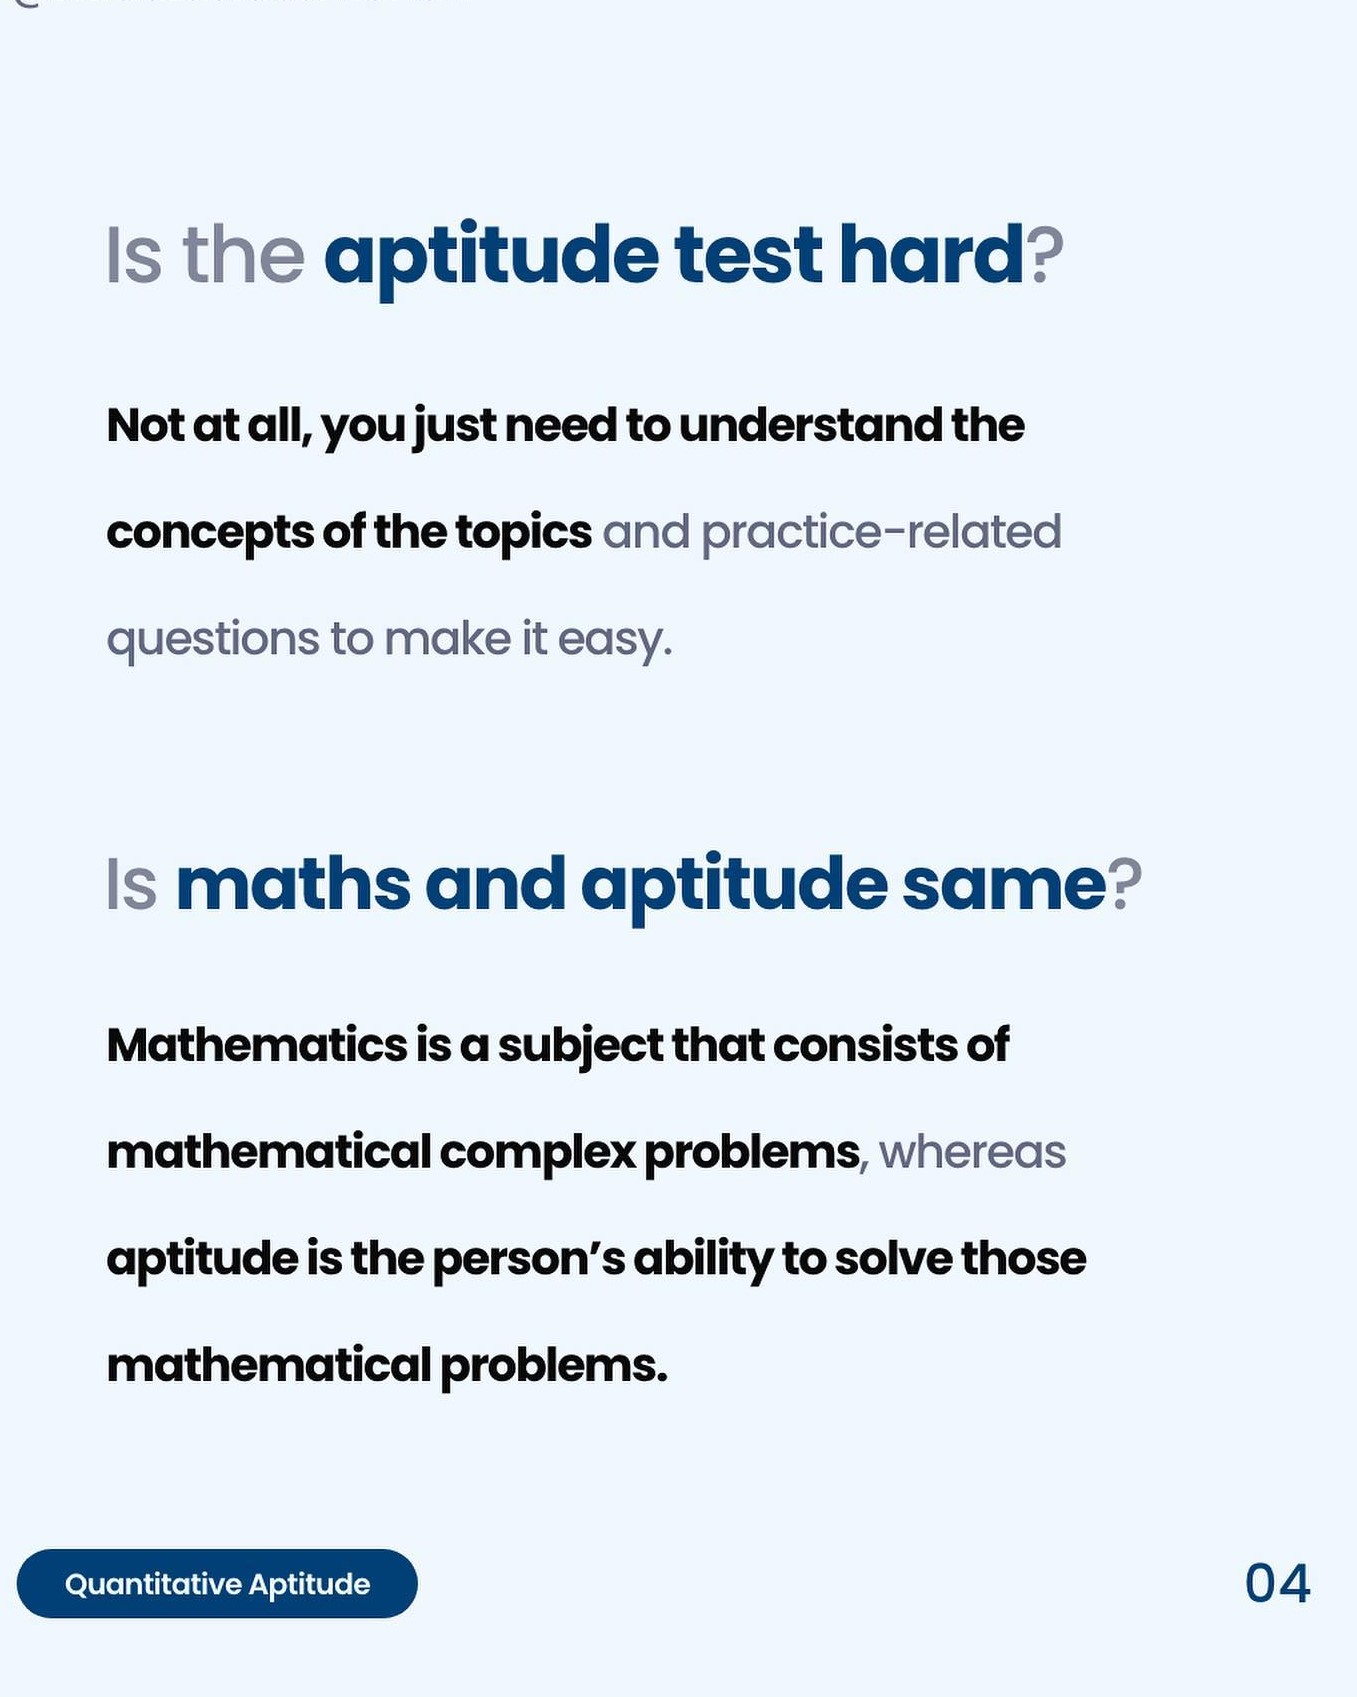 Is the aptitude test hard?
Not at all, you just need to understand the
concepts of the topics and practice-related
questions to make it easy.
Is maths and aptitude same?
Mathematics is a subject that consists of
mathematical complex problems, whereas
aptitude is the person’s ability to solve those
mathematical problems.
Quantitative Aptitude
04